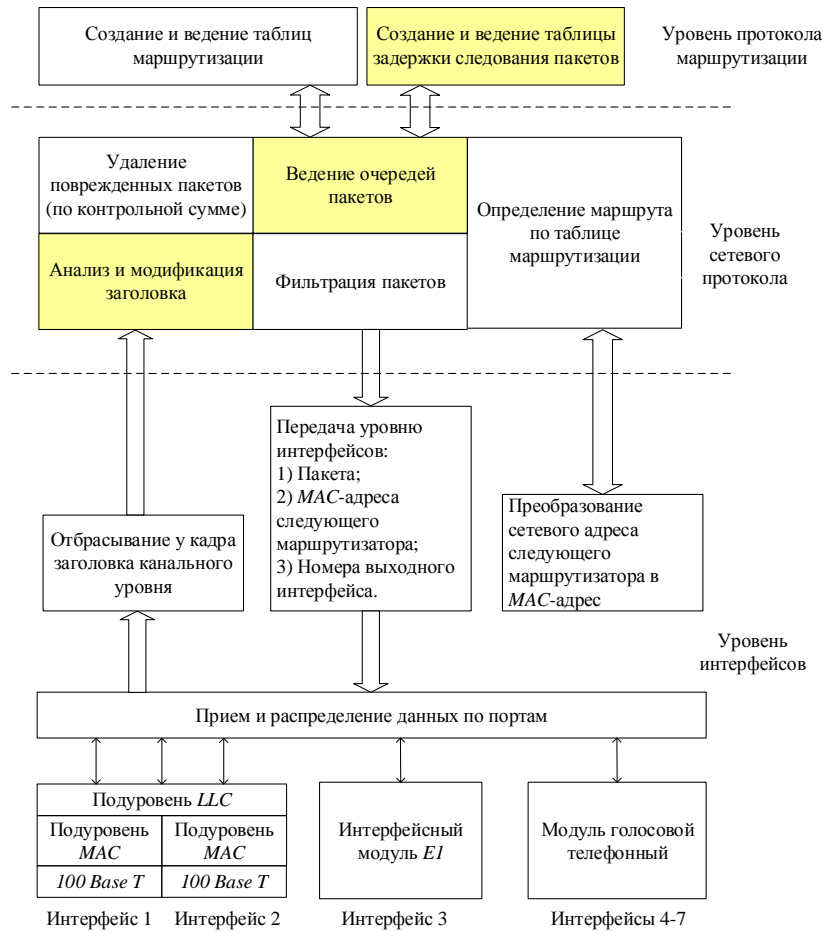 Создание и ведение таблиц
маршрутизации
Создание и ведение таблицы
задержки следования пакетов
Уровень протокола
маршрутизации
Удаление
поврежденных пакетов
(по контрольной сумме)
Ведение очередей
пакетов
Определение маршрута
по таблице
маршрутизации
Уровень
сетевого
протокола
Анализ и модификация
заголовка
Фильтрация пакетов
Передача уровню
интерфейсов:
1) Пакета;
2) MAC-адреса
следующего
маршрутизатора;
3) Номера выходного
интерфейса.
Преобразование
сетевого адреса
следующего
маршрутизатора в
MAC-адрес
Отбрасывание у кадра
заголовка канального
уровня
Уровень
интерфейсов
Прием и распределение данных по портам
Подуровень LLC
Подуровень
MAC
Подуровень
MAC
100 Base T
100 Base T
Интерфейсный
модуль E1
Модуль голосовой
телефонный
Интерфейс 1
Интерфейс 2
Интерфейс 3
Интерфейсы 4-7